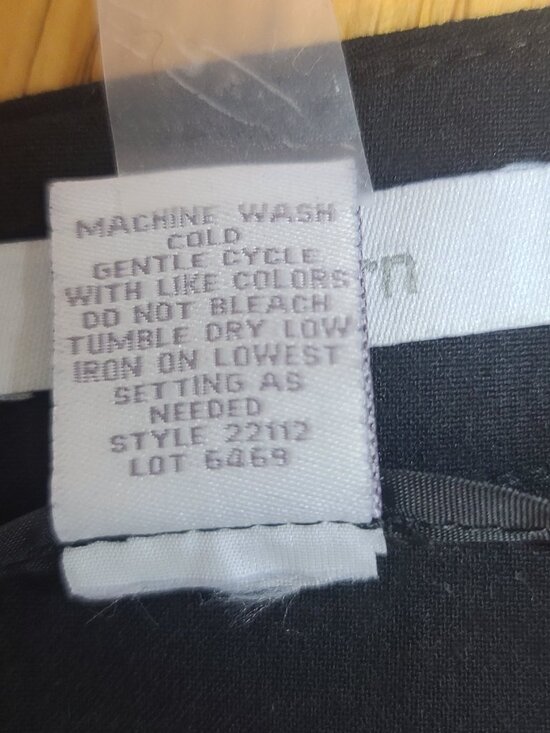 MACHINE WASH
COLD
GENTLE CYCLE
WITH LIKE COLORS
DO NOT BLEACH
TUMBLE DRY LOW
IRON ON LOWEST
SETTING AS
NEEDED
STYLE 22112
LOT 6469